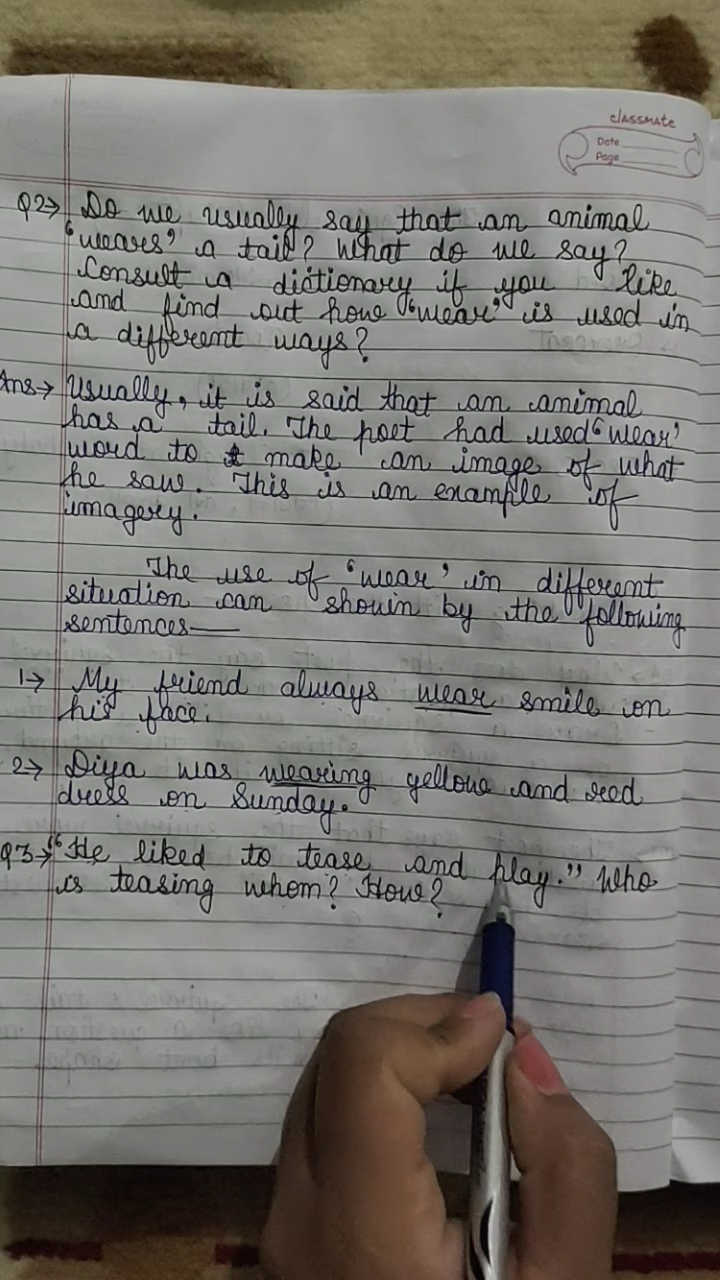 classmate
Date
Page
Q2→ Do we usually say that an animal
'wears' a tail? What do we say?
Consult a dictionary if you like
and find out how 'wear' is used in
a different ways?
Ans→ Usually, it is said that an animal
has a tail. The poet had used 'wear'
word to make an image of what
he saw. This is an example of
imagery.
The use of 'wear' in different
situation can showin by the following
sentences—
1→ My friend always wear smile on
his face.
2→ Diya was wearing yellow and red
dress on Sunday.
Q3→ "He liked to tease and play." Who
is teasing whom? How?